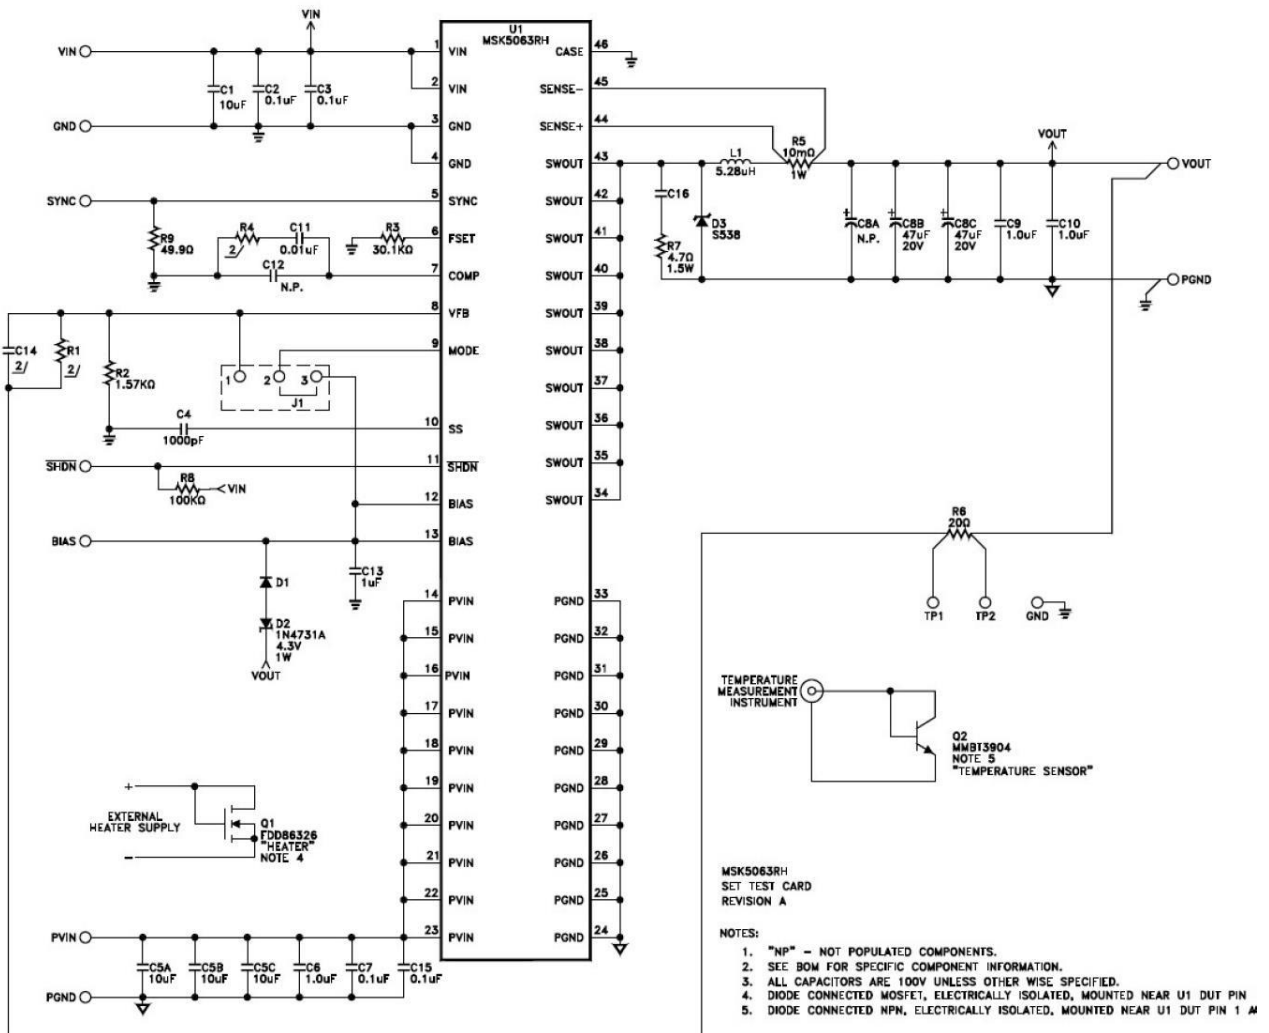 VIN
U1
MSK5063RH
VIN
1 VIN
CASE 46
C1
10uF
C2
0.1uF
C3
0.1uF
2 VIN
SENSE- 45
GND
3 GND
SENSE+ 44
4 GND
SWOUT 43
L1
5.28uH
R5
10mΩ
1W
VOUT
VOUT
SYNC
5 SYNC
SWOUT 42
C16
R9
49.9Ω
R4
2/
C11
0.01uF
R3
30.1KΩ
6 FSET
SWOUT 41
R7
4.7Ω
1.5W
D3
S538
C8A
N.P.
C8B
47uF
20V
C8C
47uF
20V
C9
1.0uF
C10
1.0uF
C12
N.P.
7 COMP
SWOUT 40
PGND
8 VFB
SWOUT 39
C14
2/
R1
2/
R2
1.57KΩ
9 MODE
SWOUT 38
1 2 3
J1
SWOUT 37
C4
1000pF
10 SS
SWOUT 36
SHDN
11 SHDN
SWOUT 35
R8
100KΩ
VIN
12 BIAS
SWOUT 34
BIAS
13 BIAS
R6
20Ω
D1
C13
1uF
D2
1N4731A
4.3V
1W
VOUT
14 PVIN
PGND 33
TP1 TP2 GND
15 PVIN
PGND 32
16 PVIN
PGND 31
TEMPERATURE
MEASUREMENT
INSTRUMENT
17 PVIN
PGND 30
18 PVIN
PGND 29
Q2
MMBT3904
NOTE 5
"TEMPERATURE SENSOR"
19 PVIN
PGND 28
+
EXTERNAL
HEATER SUPPLY
−
Q1
FDD86326
"HEATER"
NOTE 4
20 PVIN
PGND 27
21 PVIN
PGND 26
22 PVIN
PGND 25
MSK5063RH
SET TEST CARD
REVISION A
PVIN
23 PVIN
PGND 24
C5A
10uF
C5B
10uF
C5C
10uF
C6
1.0uF
C7
0.1uF
C15
0.1uF
PGND
NOTES:
1. "NP" - NOT POPULATED COMPONENTS.
2. SEE BOM FOR SPECIFIC COMPONENT INFORMATION.
3. ALL CAPACITORS ARE 100V UNLESS OTHER WISE SPECIFIED.
4. DIODE CONNECTED MOSFET, ELECTRICALLY ISOLATED, MOUNTED NEAR U1 DUT PIN
5. DIODE CONNECTED NPN, ELECTRICALLY ISOLATED, MOUNTED NEAR U1 DUT PIN 1